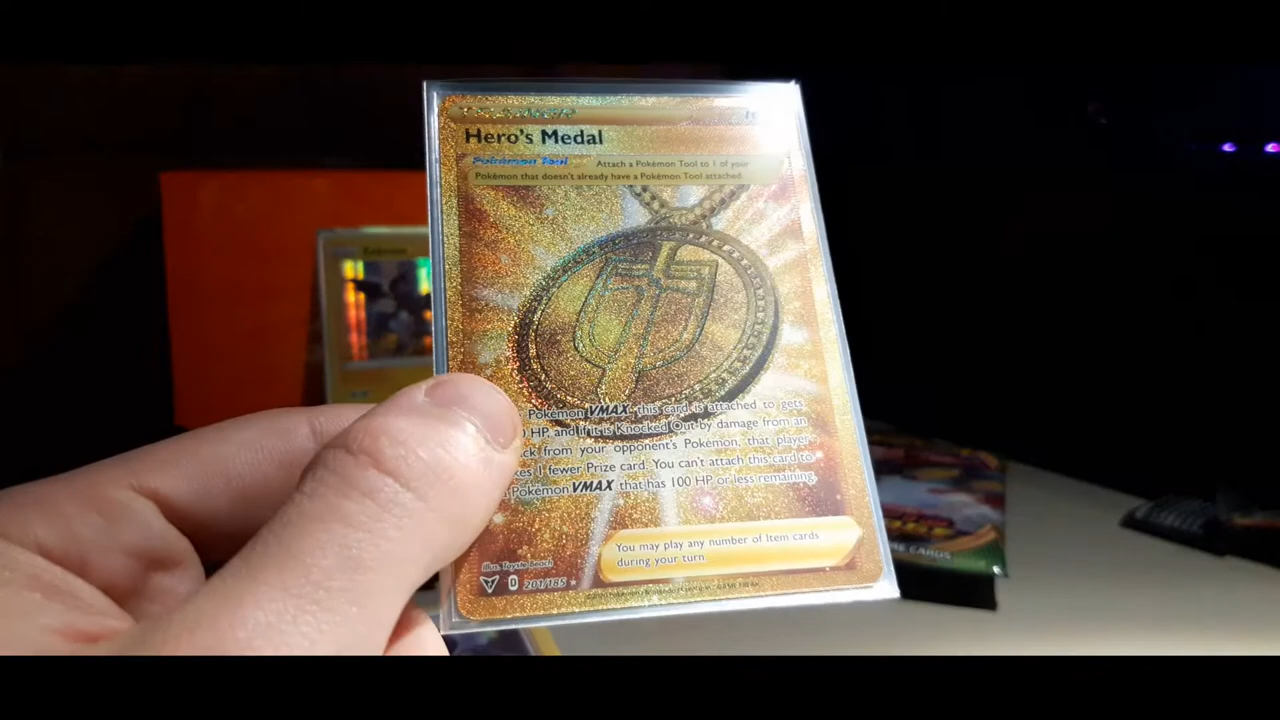 Hero's Medal
Pokémon Tool Attach a Pokémon Tool to 1 of your
Pokémon that doesn't already have a Pokémon Tool attached.
Pokémon VMAX this card is attached to gets
HP, and if it is Knocked Out by damage from an
from your opponent's Pokémon, that player
1 fewer Prize card. You can't attach this card to
Pokémon VMAX that has 100 HP or less remaining.
You may play any number of Item cards
during your turn.
Illus. Toyste Beach
D 201/185
CARDS